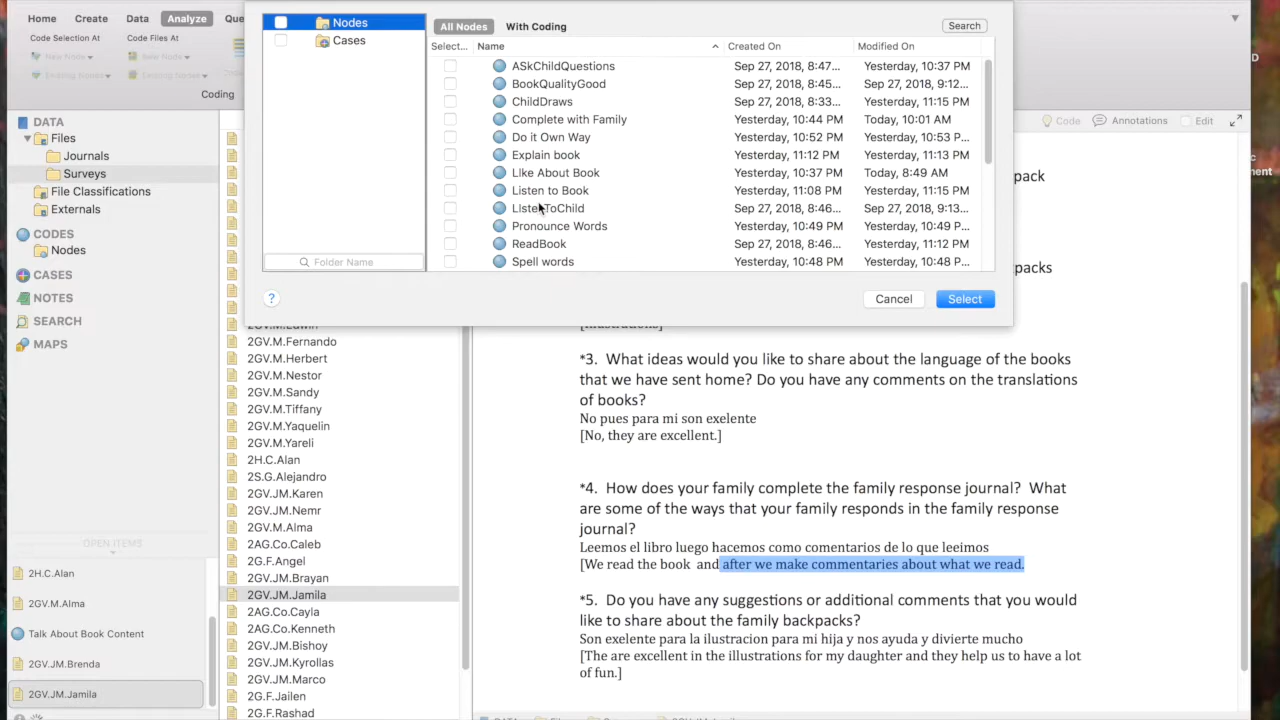 Home Create Data Analyze
Code Selection At Code Files At
Coding
Nodes
Cases
Folder Name
All Nodes With Coding Search
Select... Name Created On Modified On
ASkChildQuestions Sep 27, 2018, 8:47... Yesterday, 10:37 PM
BookQualityGood Sep 27, 2018, 8:45... Sep 27, 2018, 9:12...
ChildDraws Sep 27, 2018, 8:33... Yesterday, 11:15 PM
Complete with Family Yesterday, 10:44 PM Today, 10:01 AM
Do it Own Way Yesterday, 10:52 PM Yesterday, 10:53 P...
Explain book Yesterday, 11:12 PM Yesterday, 11:13 PM
LIke About Book Yesterday, 10:37 PM Today, 8:49 AM
Listen to Book Yesterday, 11:08 PM Yesterday, 11:15 PM
ListenToChild Sep 27, 2018, 8:46... Sep 27, 2018, 9:13...
Pronounce Words Yesterday, 10:49 PM Yesterday, 10:49 P...
ReadBook Sep 27, 2018, 8:46... Yesterday, 11:12 PM
Spell words Yesterday, 10:48 PM Yesterday, 10:48 P...
? Cancel Select
DATA
Files
Journals
Surveys
File Classifications
Externals
CODES
Nodes
CASES
NOTES
MAPS
OPEN ITEMS
2H.C.Alan
2GV.M.Alma
Talk About Book Content
2GV.JM.Brenda
2GV.JM.Jamila
2GV.M.Fernando
2GV.M.Herbert
2GV.M.Nestor
2GV.M.Sandy
2GV.M.Tiffany
2GV.M.Yaquelin
2GV.M.Yareli
2H.C.Alan
2S.G.Alejandro
2GV.JM.Karen
2GV.JM.Nemr
2GV.M.Alma
2AG.Co.Caleb
2G.F.Angel
2GV.JM.Brayan
2GV.JM.Jamila
2AG.Co.Cayla
2AG.Co.Kenneth
2GV.JM.Bishoy
2GV.JM.Kyrollas
2GV.JM.Marco
2G.F.Jailen
2G.F.Rashad
Code Annotations Edit
*3. What ideas would you like to share about the language of the books
that we have sent home? Do you have any comments on the translations
of books?
No pues para mi son exelente
[No, they are excellent.]
*4. How does your family complete the family response journal? What
are some of the ways that your family responds in the family response
journal?
Leemos el libro luego hacemos como comentarios de lo que leeimos
[We read the book and after we make commentaries about what we read.
*5. Do you have any suggestions or additional comments that you would
like to share about the family backpacks?
Son exelente para la ilustracion para mi hija y nos ayuda y divierte mucho
[The are excellent in the illustrations for my daughter and they help us to have a lot
of fun.]